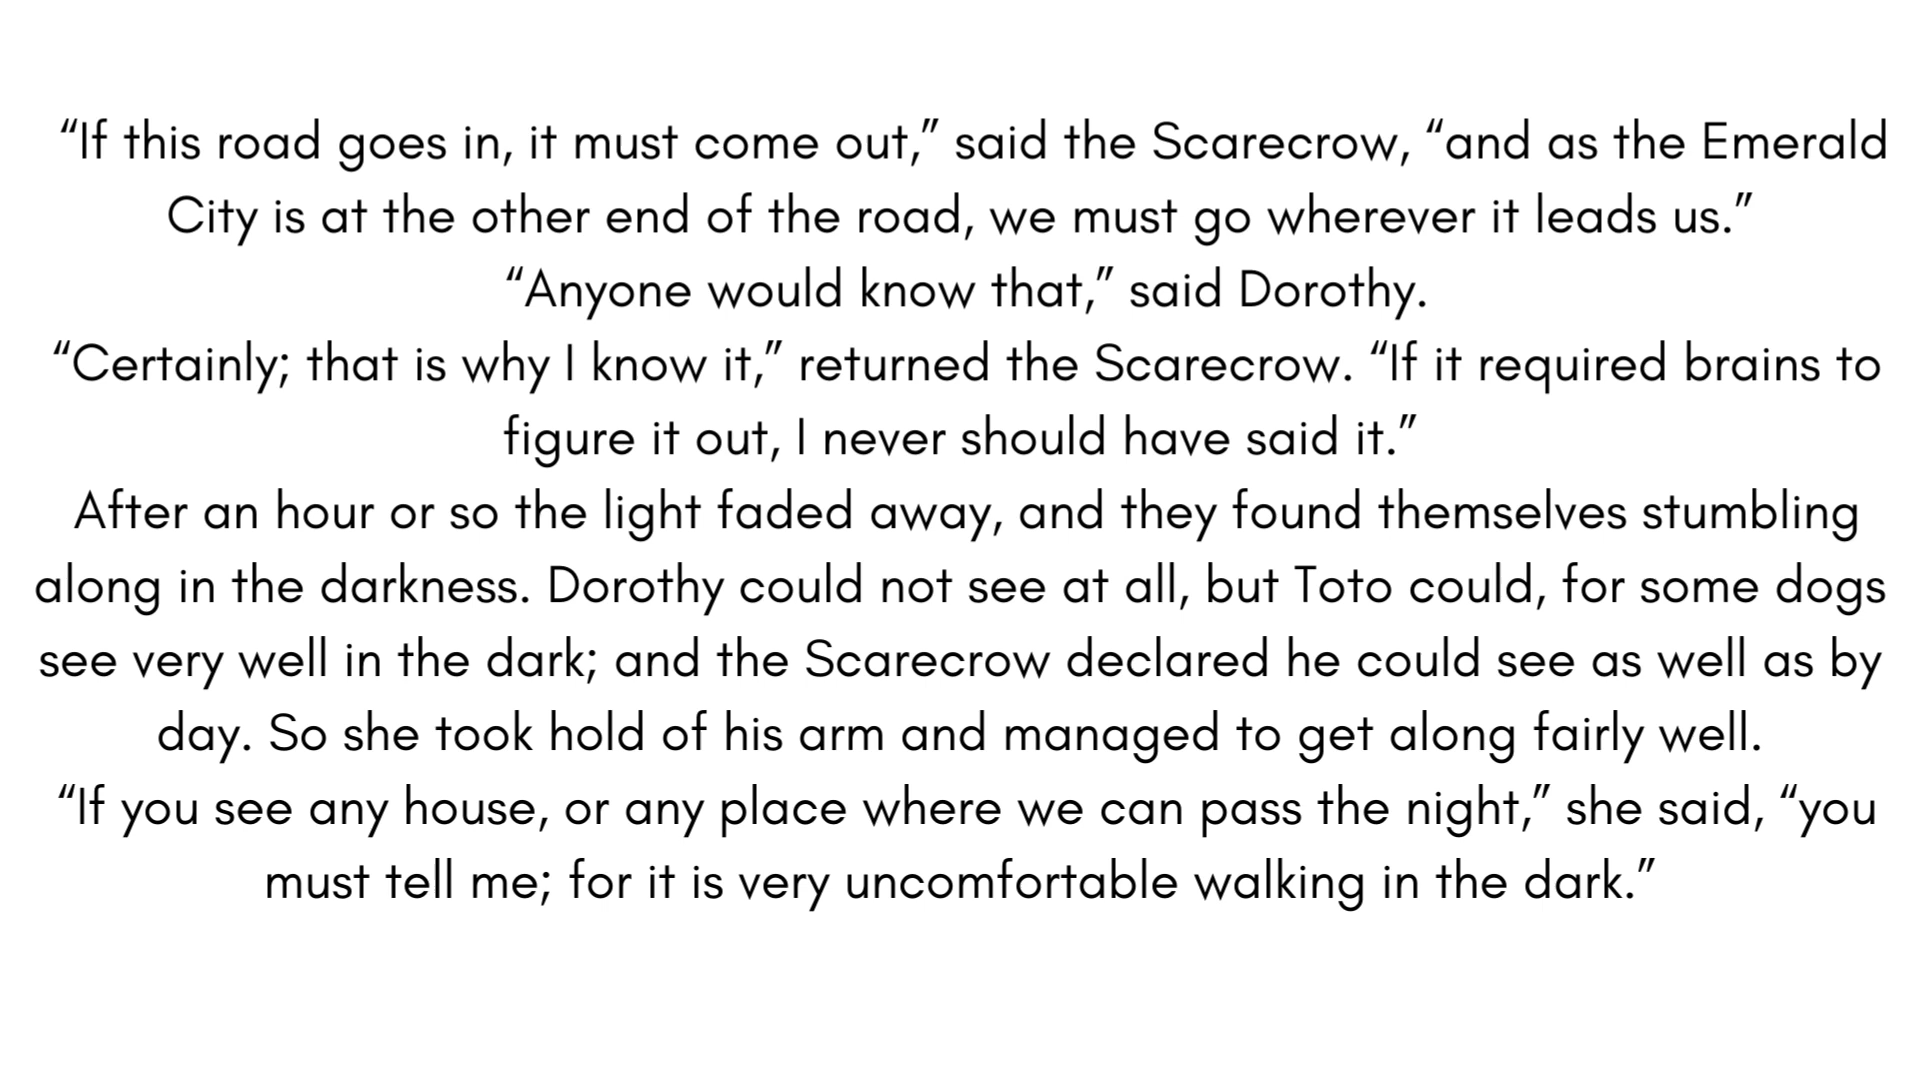 “If this road goes in, it must come out,” said the Scarecrow, “and as the Emerald
City is at the other end of the road, we must go wherever it leads us.”
“Anyone would know that,” said Dorothy.
“Certainly; that is why I know it,” returned the Scarecrow. “If it required brains to
figure it out, I never should have said it.”
After an hour or so the light faded away, and they found themselves stumbling
along in the darkness. Dorothy could not see at all, but Toto could, for some dogs
see very well in the dark; and the Scarecrow declared he could see as well as by
day. So she took hold of his arm and managed to get along fairly well.
“If you see any house, or any place where we can pass the night,” she said, “you
must tell me; for it is very uncomfortable walking in the dark.”